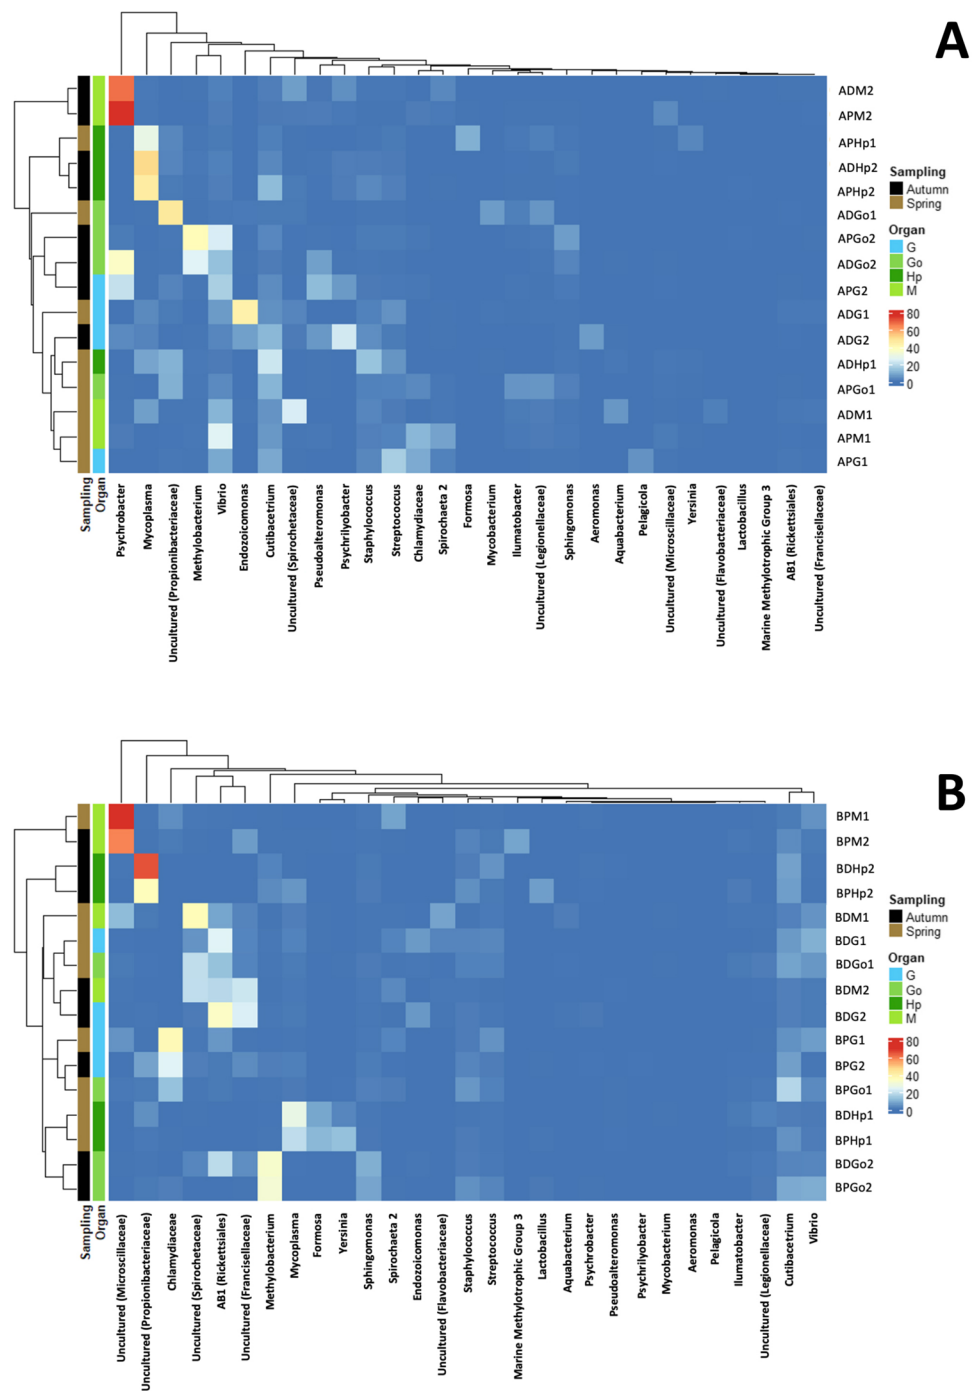 A
ADM2
APM2
APHp1
ADHp2
APHp2
ADGo1
APGo2
ADGo2
APG2
ADG1
ADG2
ADHp1
APGo1
ADM1
APM1
APG1
Sampling
Autumn
Spring
Organ
G
Go
Hp
M
80
60
40
20
0
Sampling
Organ
Psychrobacter
Mycoplasma
Uncultured (Propionibacteriaceae)
Methylobacterium
Vibrio
Endozoicomonas
Cutibacetrium
Uncultured (Spirochetaceae)
Pseudoalteromonas
Psychrilyobacter
Staphylococcus
Streptococcus
Chlamydiaceae
Spirochaeta 2
Formosa
Mycobacterium
Ilumatobacter
Uncultured (Legionellaceae)
Sphingomonas
Aeromonas
Aquabacterium
Pelagicola
Uncultured (Microscillaceae)
Yersinia
Uncultured (Flavobacteriaceae)
Lactobacillus
Marine Methylotrophic Group 3
AB1 (Rickettsiales)
Uncultured (Francisellaceae)
B
BPM1
BPM2
BDHp2
BPHp2
BDM1
BDG1
BDGo1
BDM2
BDG2
BPG1
BPG2
BPGo1
BDHp1
BPHp1
BDGo2
BPGo2
Sampling
Autumn
Spring
Organ
G
Go
Hp
M
80
60
40
20
0
Sampling
Organ
Uncultured (Microscillaceae)
Uncultured (Propionibacteriaceae)
Chlamydiaceae
Uncultured (Spirochetaceae)
AB1 (Rickettsiales)
Uncultured (Francisellaceae)
Methylobacterium
Mycoplasma
Formosa
Yersinia
Sphingomonas
Spirochaeta 2
Endozoicomonas
Uncultured (Flavobacteriaceae)
Staphylococcus
Streptococcus
Marine Methylotrophic Group 3
Lactobacillus
Aquabacterium
Psychrobacter
Pseudoalteromonas
Psychrilyobacter
Mycobacterium
Aeromonas
Pelagicola
Ilumatobacter
Uncultured (Legionellaceae)
Cutibacetrium
Vibrio